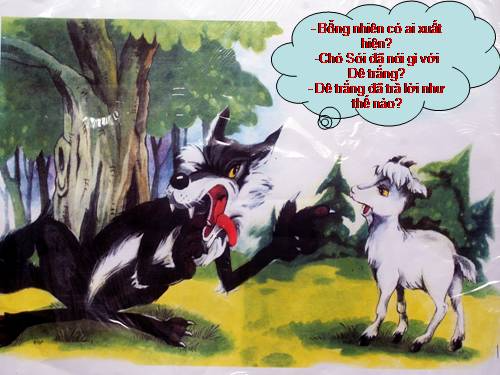 -Bỗng nhiên có ai xuất
hiện?
-Chó Sói đã nói gì với
Dê trắng?
- Dê trắng đã trả lời như
thế nào?